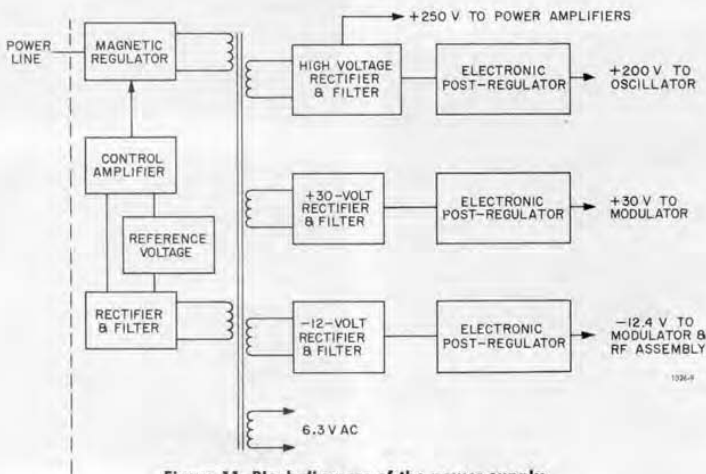 +250 V TO POWER AMPLIFIERS
POWER
LINE
MAGNETIC
REGULATOR
HIGH VOLTAGE
RECTIFIER
& FILTER
ELECTRONIC
POST-REGULATOR
+200 V TO
OSCILLATOR
CONTROL
AMPLIFIER
REFERENCE
VOLTAGE
+30-VOLT
RECTIFIER
& FILTER
ELECTRONIC
POST-REGULATOR
+30 V TO
MODULATOR
RECTIFIER
& FILTER
-12-VOLT
RECTIFIER
& FILTER
ELECTRONIC
POST-REGULATOR
-12.4 V TO
MODULATOR &
RF ASSEMBLY
6.3 V AC